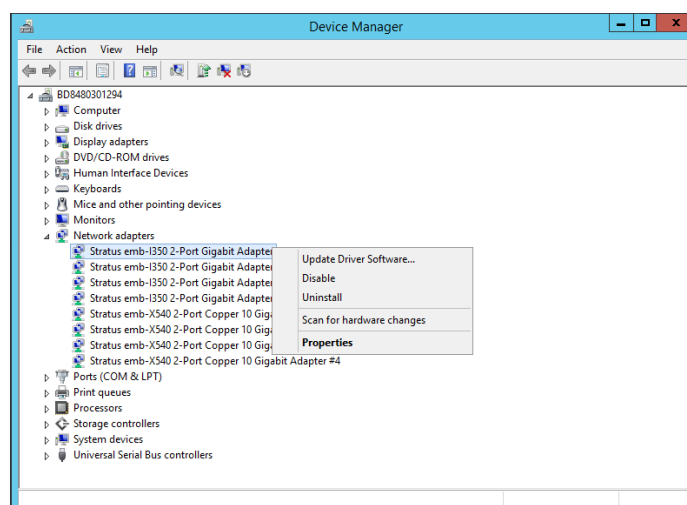 Device Manager
File Action View Help
BD8480301294
Computer
Disk drives
Display adapters
DVD/CD-ROM drives
Human Interface Devices
Keyboards
Mice and other pointing devices
Monitors
Network adapters
Stratus emb-I350 2-Port Gigabit Adapter
Stratus emb-I350 2-Port Gigabit Adapter
Stratus emb-I350 2-Port Gigabit Adapter
Stratus emb-I350 2-Port Gigabit Adapter
Stratus emb-X540 2-Port Copper 10 Gig
Stratus emb-X540 2-Port Copper 10 Gig
Stratus emb-X540 2-Port Copper 10 Gig
Stratus emb-X540 2-Port Copper 10 Gigabit Adapter #4
Ports (COM & LPT)
Print queues
Processors
Storage controllers
System devices
Universal Serial Bus controllers
Update Driver Software...
Disable
Uninstall
Scan for hardware changes
Properties